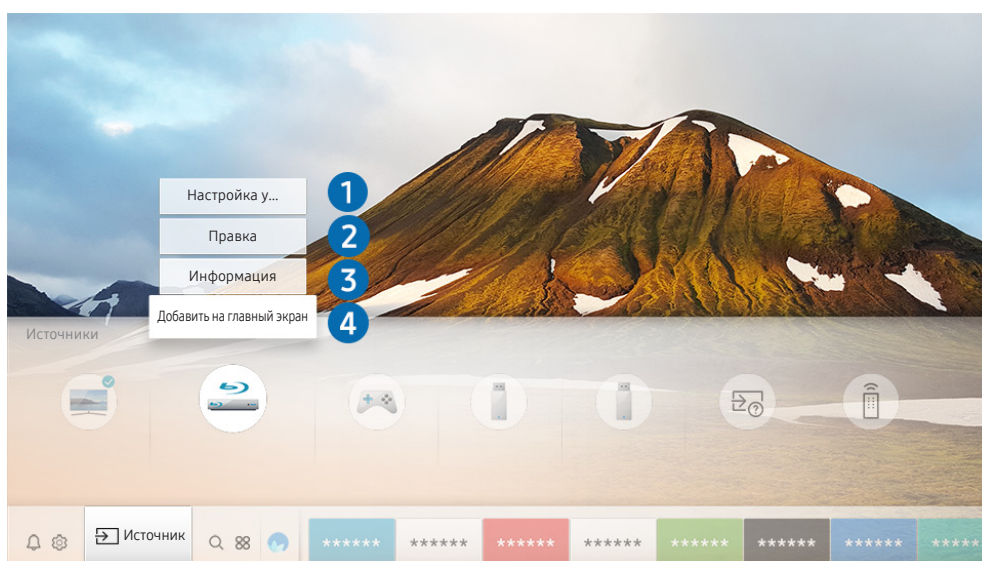 Настройка у...
1
Правка
2
Информация
3
Добавить на главный экран
4
Источники
Источник
****** ****** ****** ****** ****** ****** ****** *****